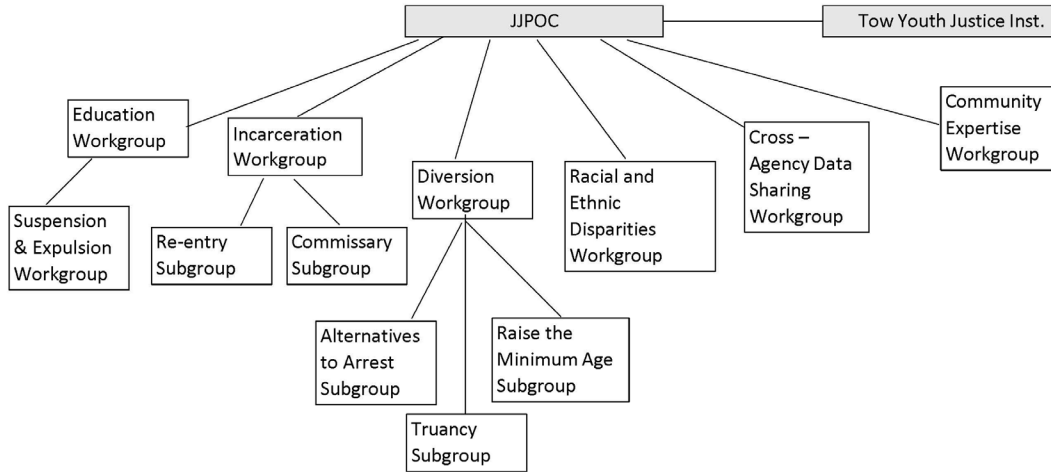 JJPOC
Tow Youth Justice Inst.
Education
Workgroup
Incarceration
Workgroup
Diversion
Workgroup
Racial and
Ethnic
Disparities
Workgroup
Cross –
Agency Data
Sharing
Workgroup
Community
Expertise
Workgroup
Suspension
& Expulsion
Workgroup
Re-entry
Subgroup
Commissary
Subgroup
Alternatives
to Arrest
Subgroup
Raise the
Minimum Age
Subgroup
Truancy
Subgroup